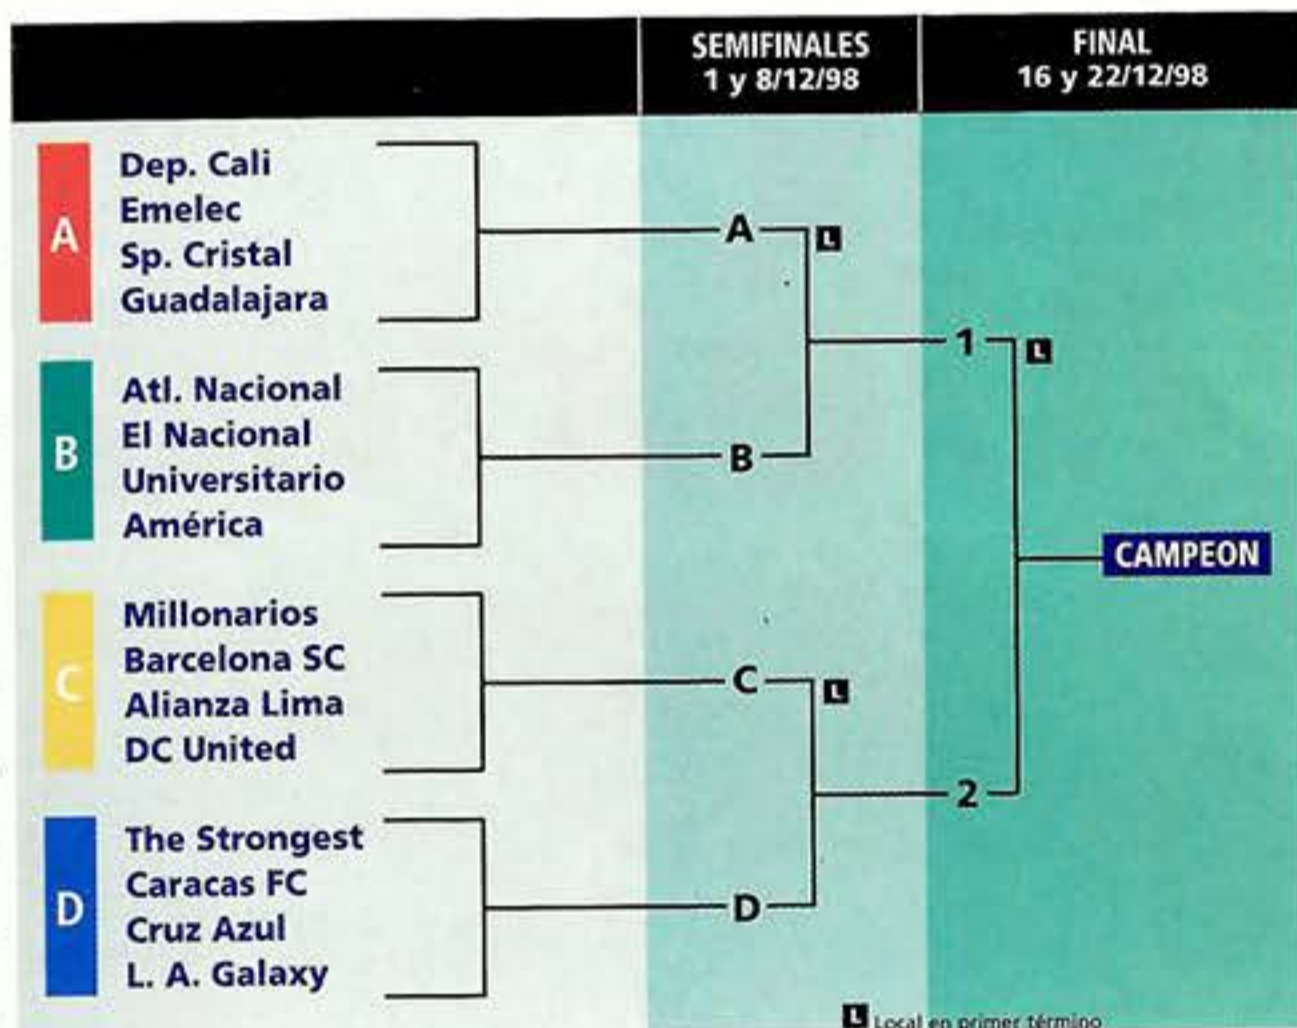 SEMIFINALES
1 y 8/12/98
FINAL
16 y 22/12/98
A
Dep. Cali
Emelec
Sp. Cristal
Guadalajara
B
Atl. Nacional
El Nacional
Universitario
América
C
Millonarios
Barcelona SC
Alianza Lima
DC United
D
The Strongest
Caracas FC
Cruz Azul
L. A. Galaxy
A
L
B
C
L
D
1
L
2
CAMPEON
L Local en primer término